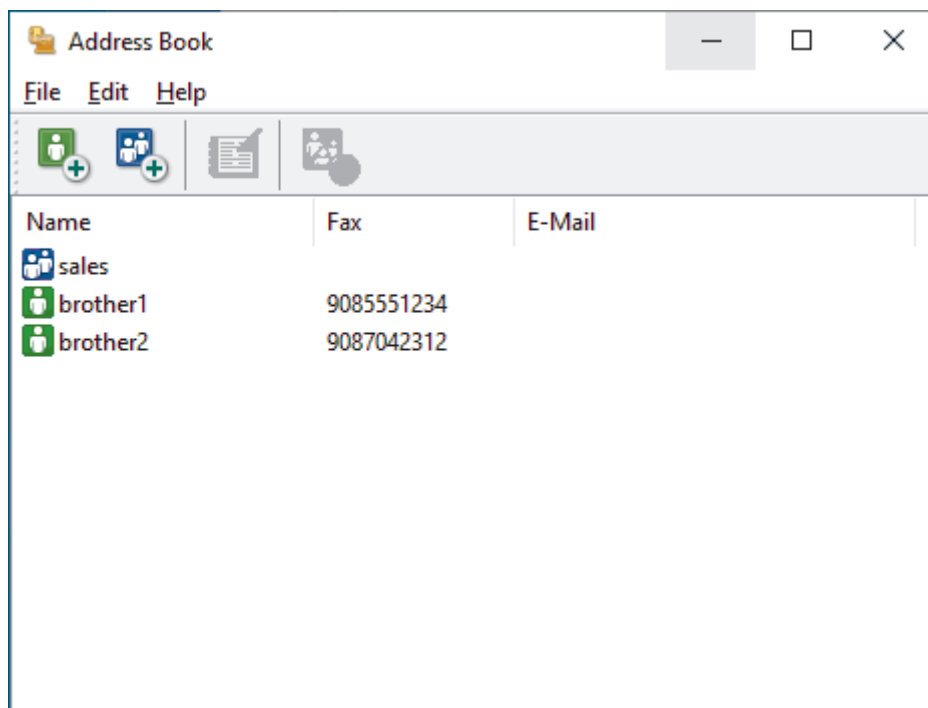 Address Book
File Edit Help
Name Fax E-Mail
sales
brother1 9085551234
brother2 9087042312